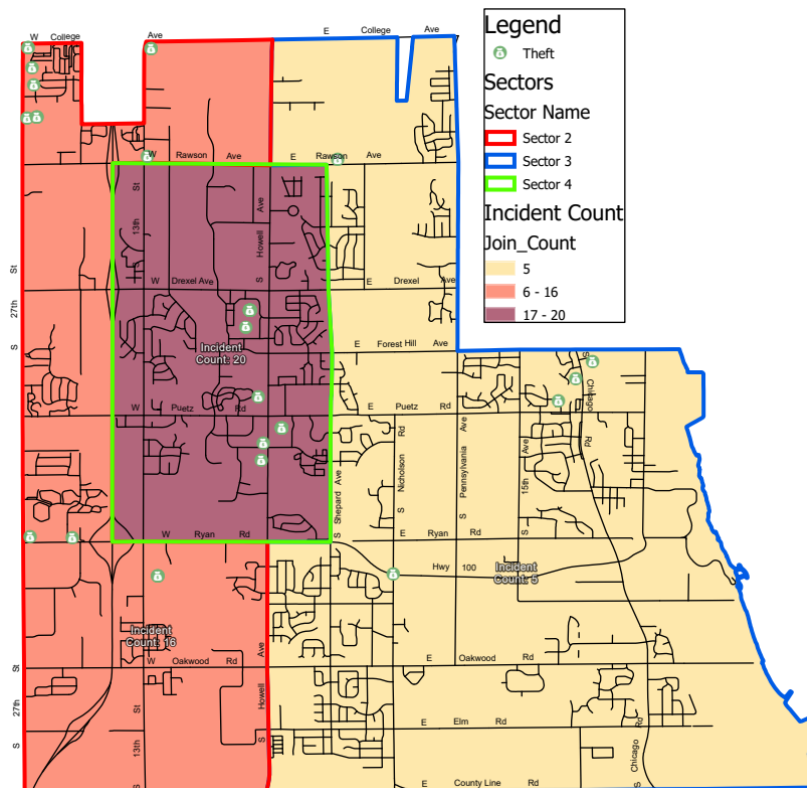 W College Ave
E College Ave
Legend
Theft
Sectors
Sector Name
Sector 2
Sector 3
Sector 4
Incident Count
Join_Count
5
6 - 16
17 - 20
W Rawson Ave
E Rawson Ave
S 13th St
S Howell Ave
W Drexel Ave
E Drexel Ave
S 27th St
E Forest Hill Ave
Incident
Count: 20
S Chicago Rd
W Puetz Rd
E Puetz Rd
S Shepard Ave
S Nicholson Rd
S Pennsylvania Ave
S 15th Ave
W Ryan Rd
E Ryan Rd
Hwy 100
Incident
Count: 5
Incident
Count: 16
W Oakwood Rd
E Oakwood Rd
S 27th St
S 13th St
S Howell Ave
E Elm Rd
S Chicago Rd
E County Line Rd